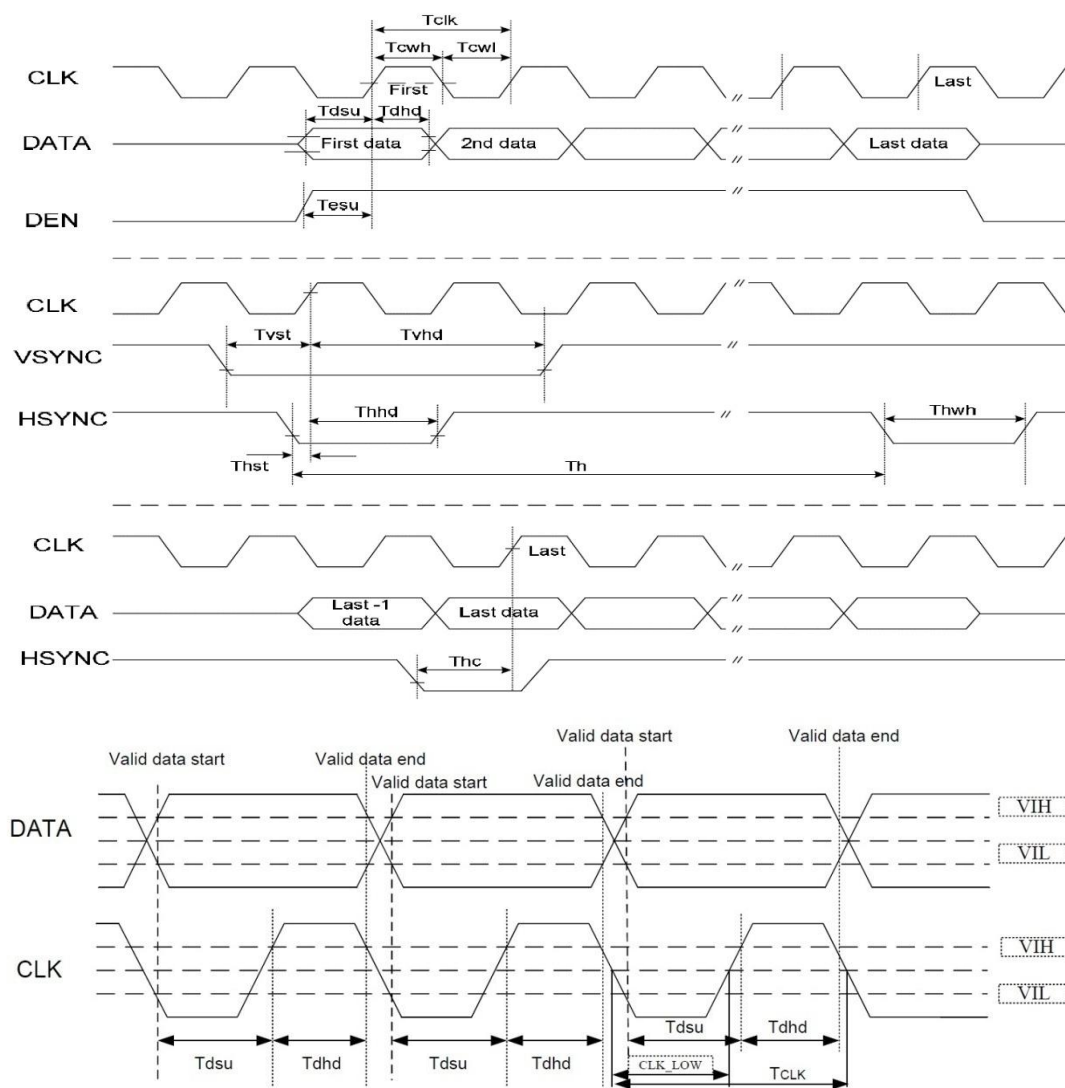 Tclk
Tcwh Tcwl
CLK
First
Last
Tdsu Tdhd
DATA
First data
2nd data
Last data
DEN
Tesu
CLK
Tvst
Tvhd
VSYNC
HSYNC
Thhd
Thwh
Thst
Th
CLK
Last
DATA
Last -1
data
Last data
HSYNC
Thc
Valid data start
Valid data end
Valid data start
Valid data end
Valid data start
Valid data end
DATA
VIH
VIL
CLK
VIH
VIL
Tdsu Tdhd Tdsu Tdhd Tdsu Tdhd
CLK_LOW
TCLK